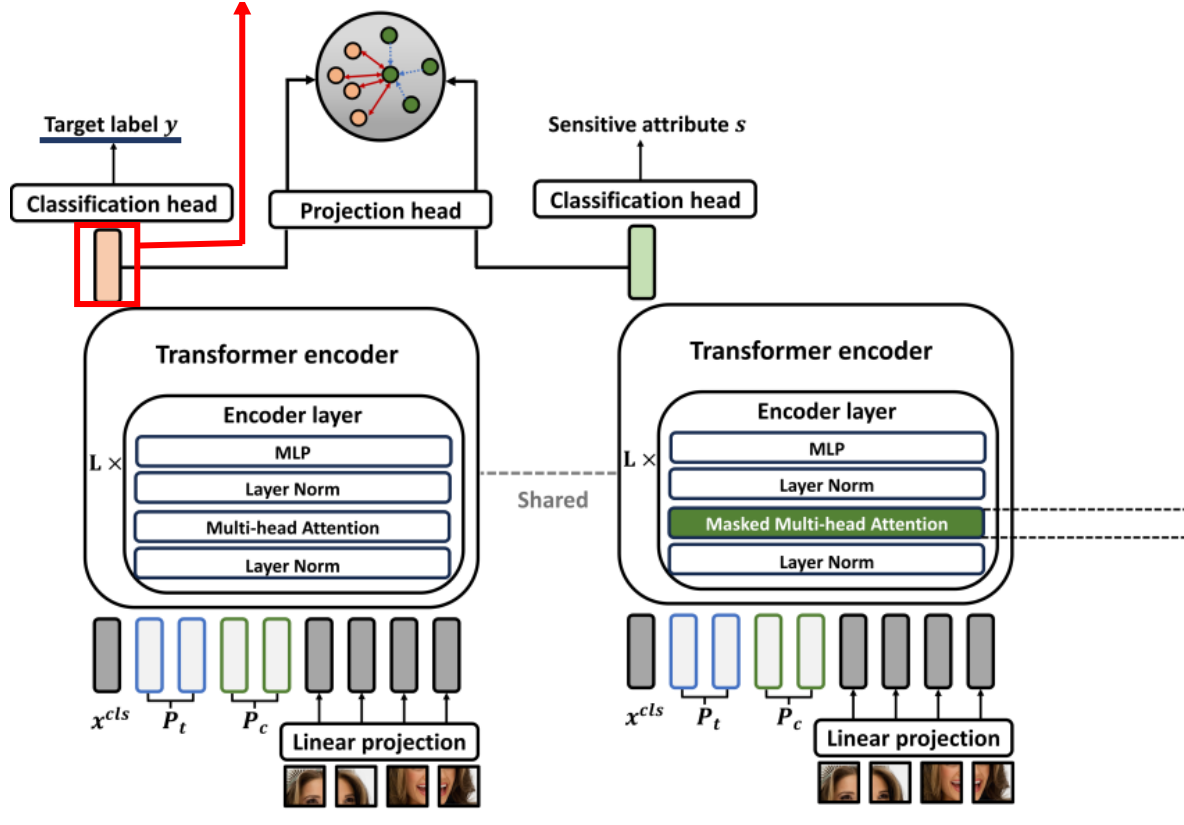 Target label y
Sensitive attribute s
Classification head
Projection head
Classification head
Transformer encoder
Encoder layer
L ×
MLP
Layer Norm
Multi-head Attention
Layer Norm
Shared
Transformer encoder
Encoder layer
L ×
MLP
Layer Norm
Masked Multi-head Attention
Layer Norm
x^{cls} P_t P_c
Linear projection
x^{cls} P_t P_c
Linear projection